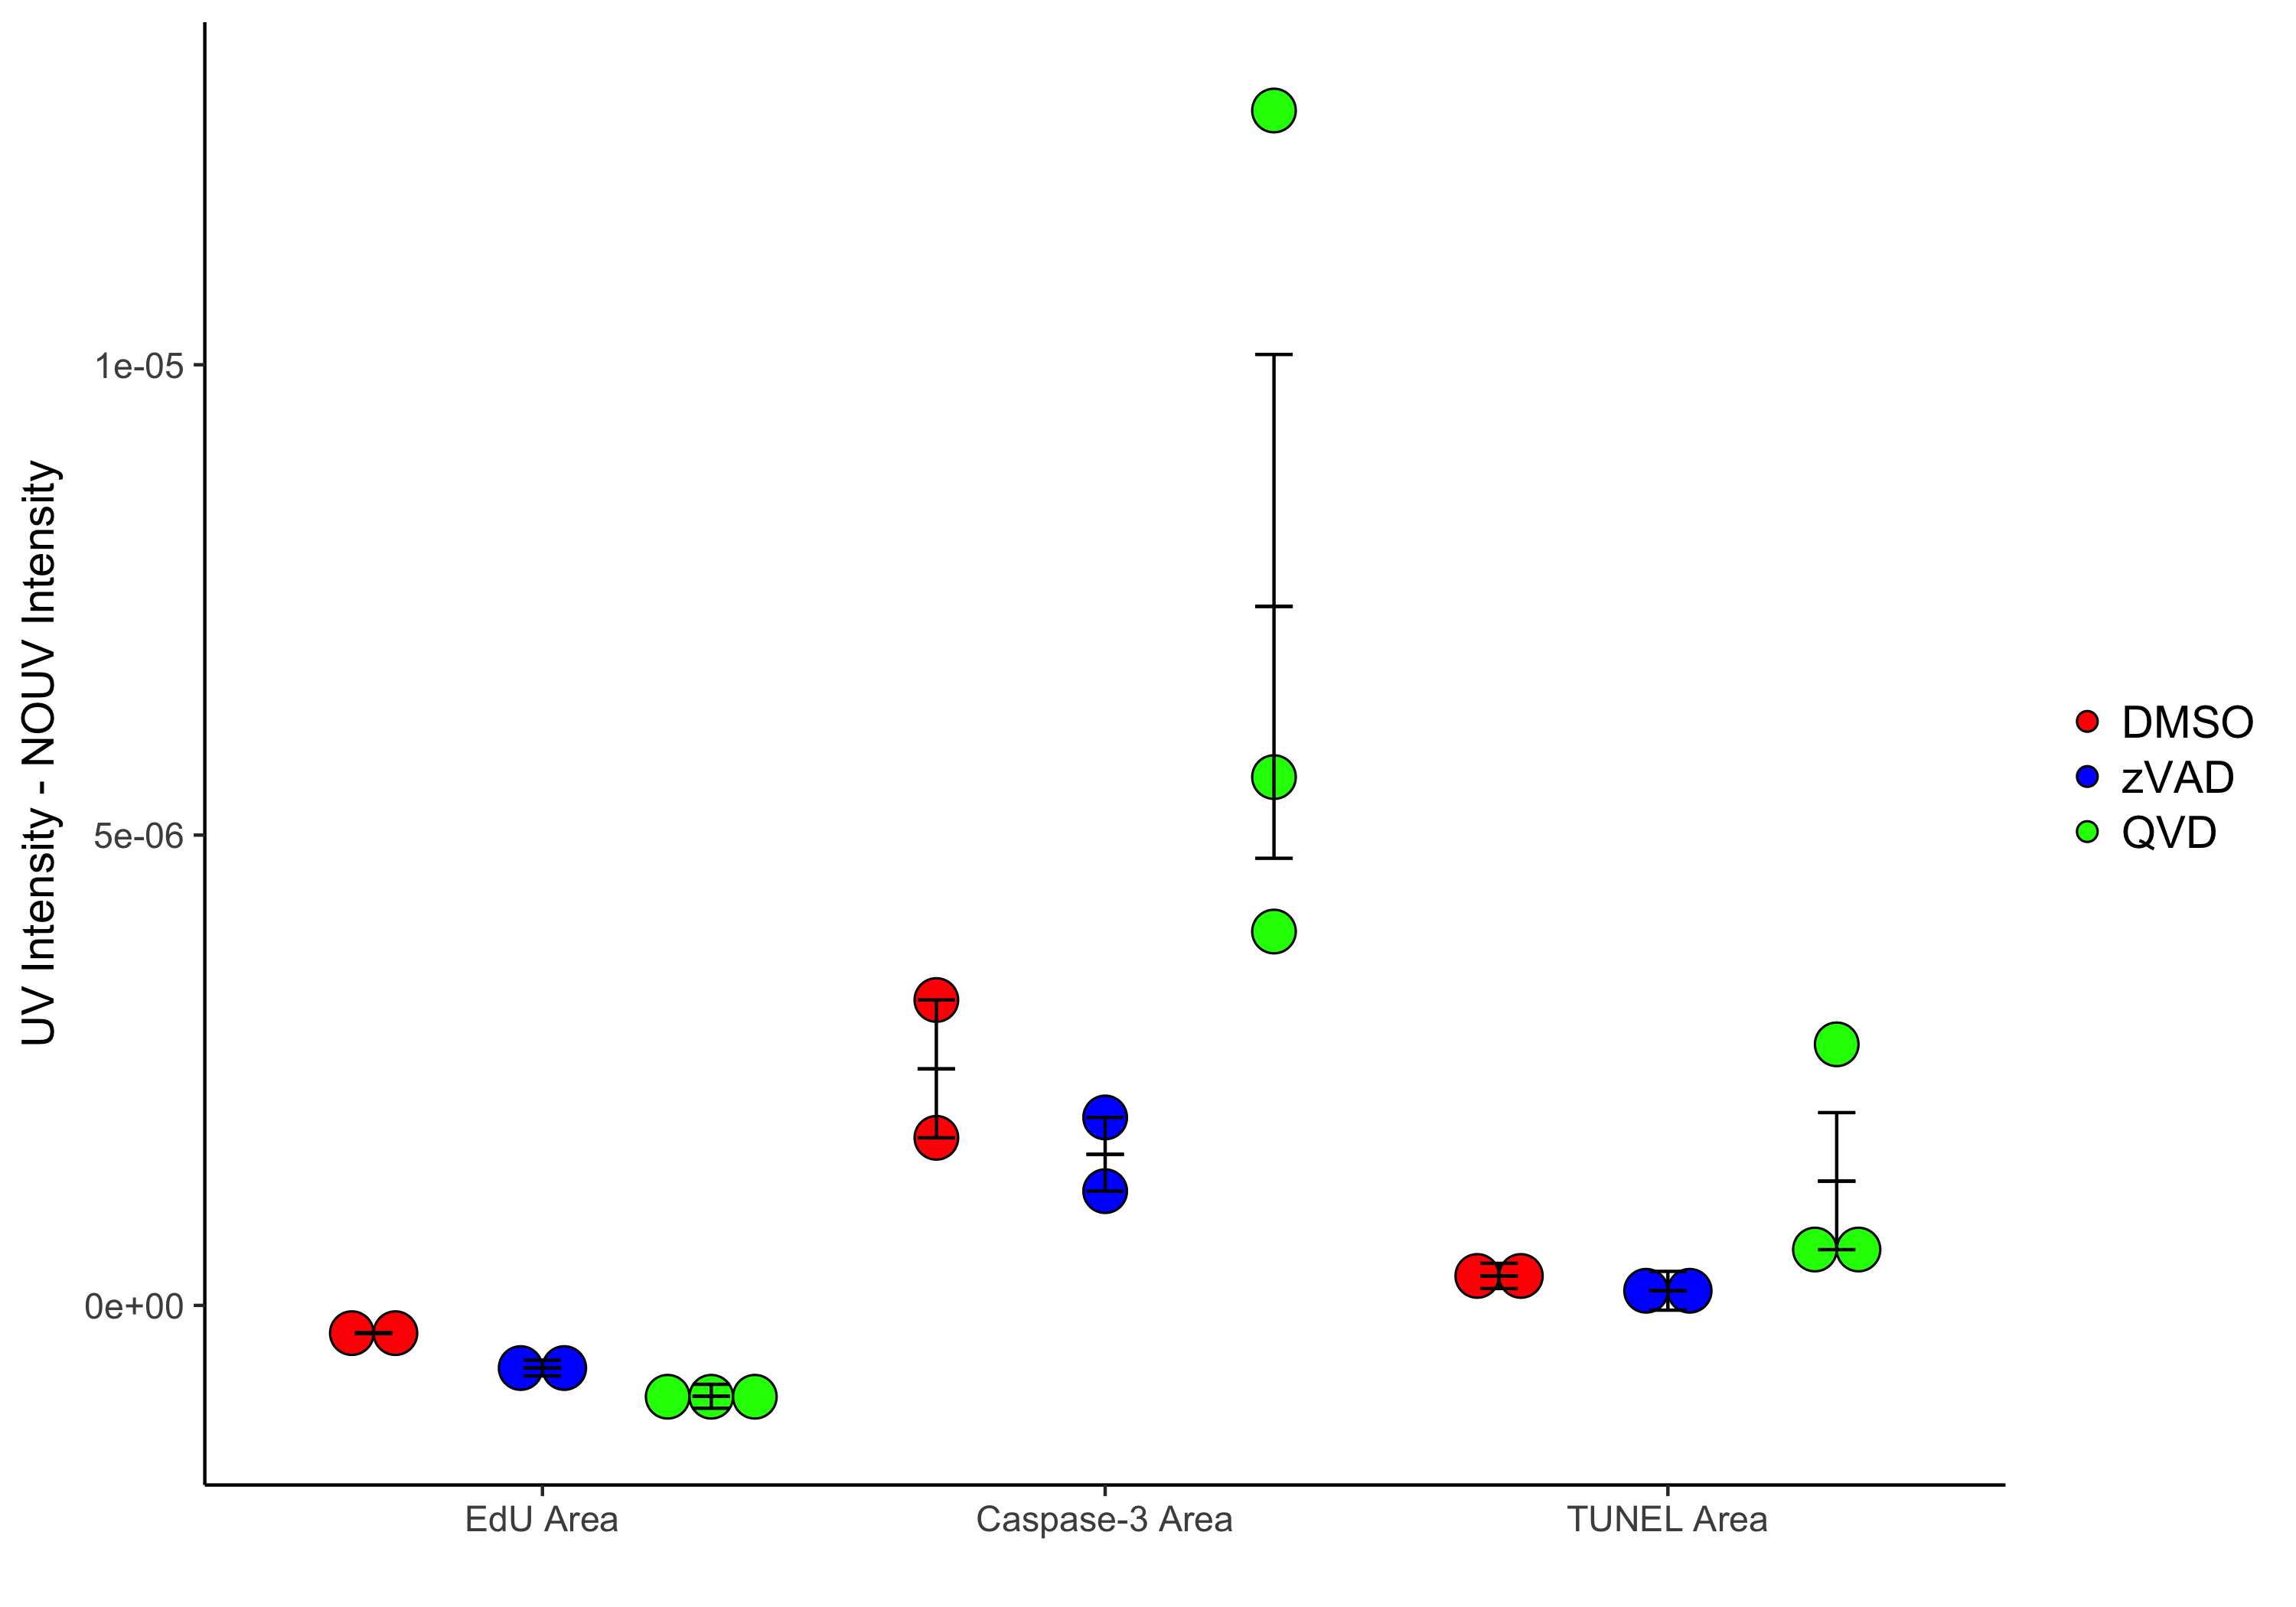 UV Intensity - NOUV Intensity
1e-05
5e-06
0e+00
EdU Area
Caspase-3 Area
TUNEL Area
DMSO
zVAD
QVD